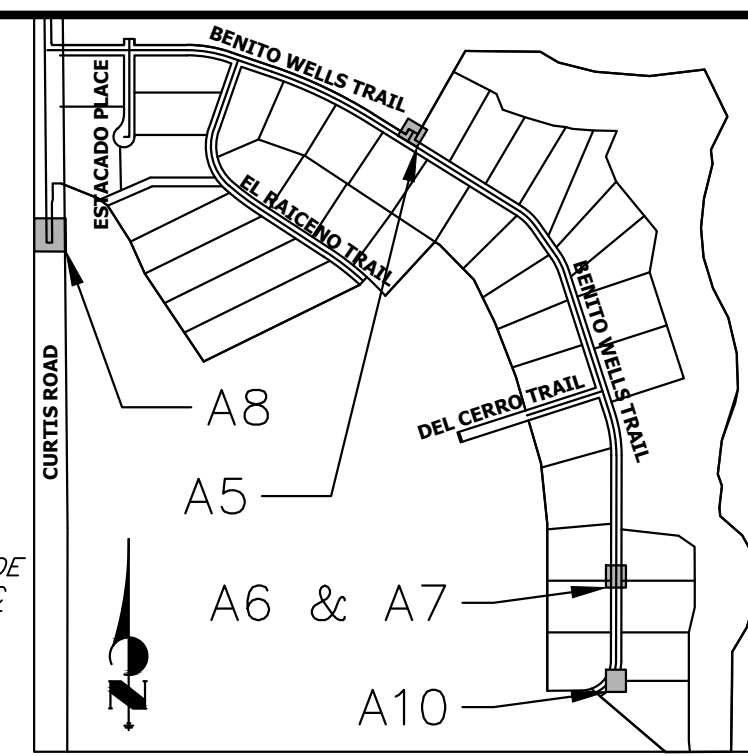 BENITO WELLS TRAIL
ESTACADO PLACE
EL RAICENO TRAIL
BENITO WELLS TRAIL
CURTIS ROAD
A8
DEL CERRO TRAIL
A5
A6 & A7
A10
N